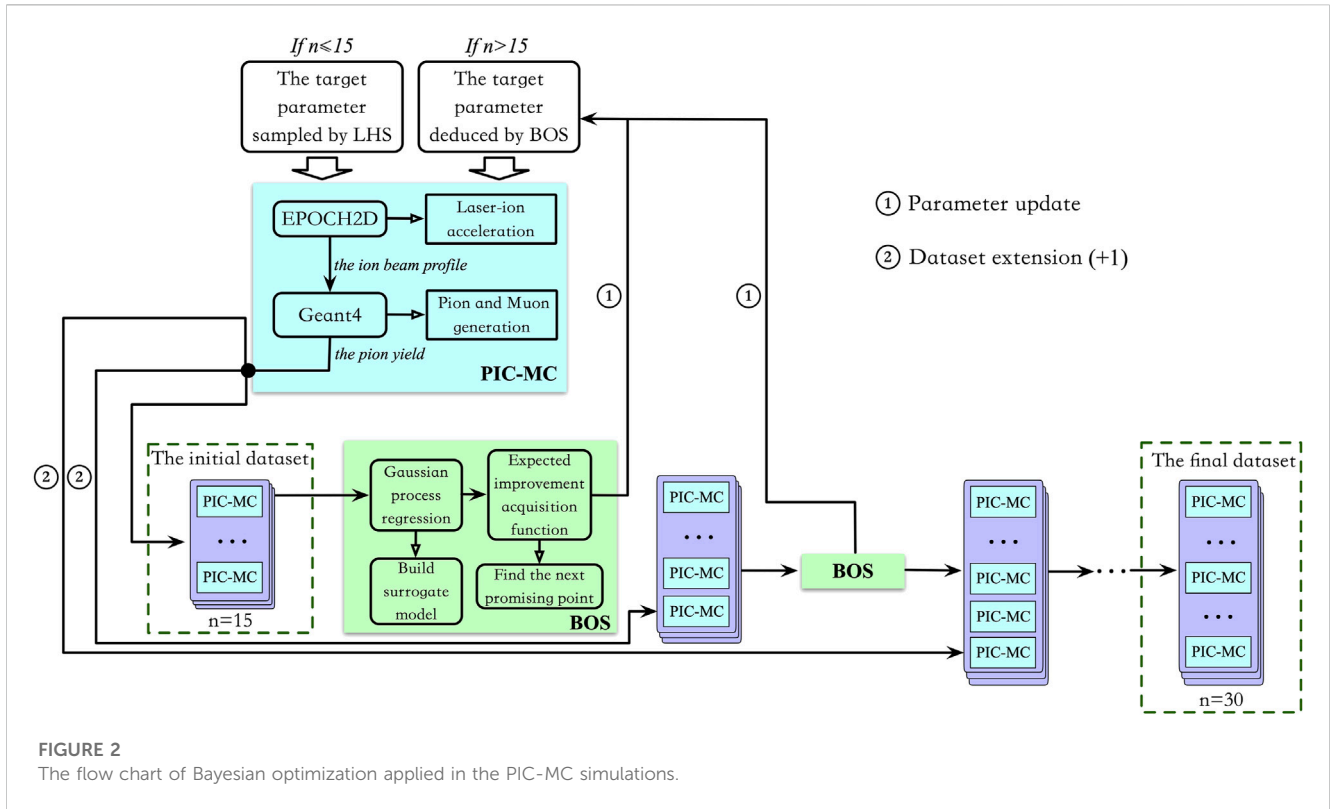 If n⩽15
The target
parameter
sampled by LHS
If n>15
The target
parameter
deduced by BOS
EPOCH2D
Laser-ion
acceleration
the ion beam profile
Geant4
Pion and Muon
generation
the pion yield
PIC-MC
① Parameter update
② Dataset extension (+1)
①
①
②
②
The initial dataset
PIC-MC
...
PIC-MC
n=15
Gaussian
process
regression
Expected
improvement
acquisition
function
Build
surrogate
model
Find the next
promising point
BOS
PIC-MC
...
PIC-MC
PIC-MC
BOS
PIC-MC
...
PIC-MC
PIC-MC
PIC-MC
...
The final dataset
PIC-MC
...
PIC-MC
...
PIC-MC
n=30
FIGURE 2
The flow chart of Bayesian optimization applied in the PIC-MC simulations.